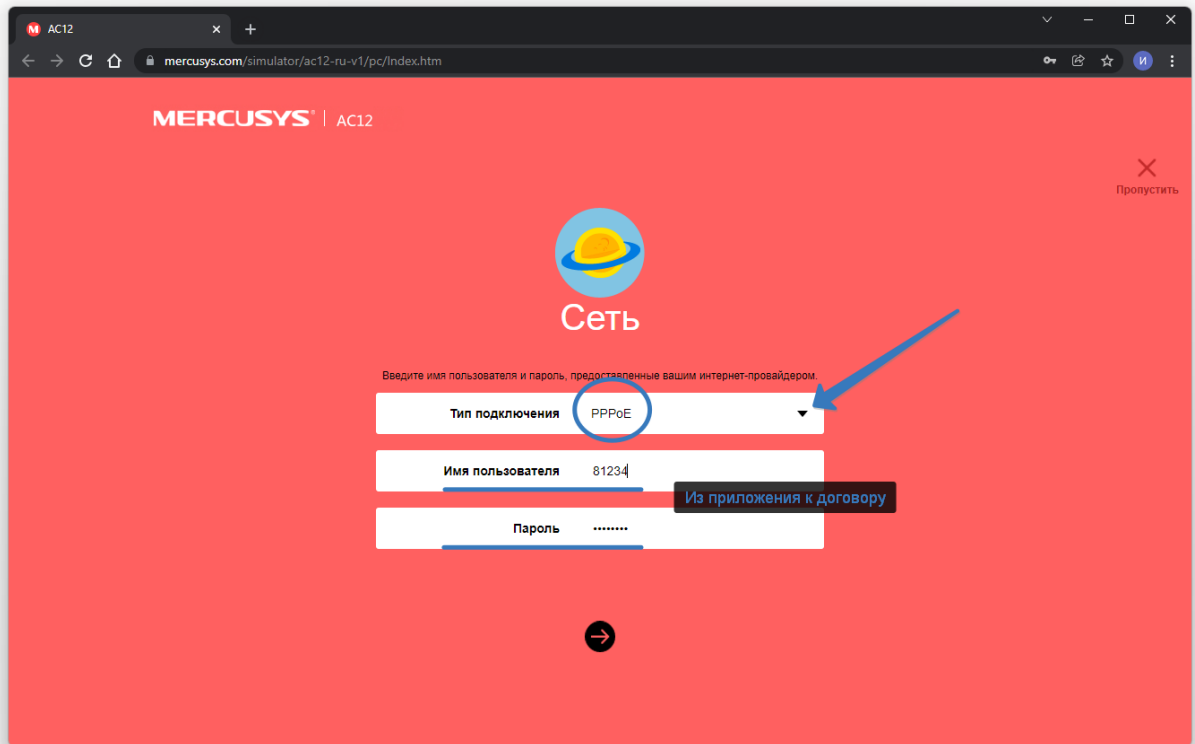 AC12
mercusys.com/simulator/ac12-ru-v1/pc/Index.htm
И
MERCUSYS® | AC12
Пропустить
Сеть
Введите имя пользователя и пароль, предоставленные вашим интернет-провайдером.
Тип подключения PPPoE
Имя пользователя 81234
Из приложения к договору
Пароль ••••••••